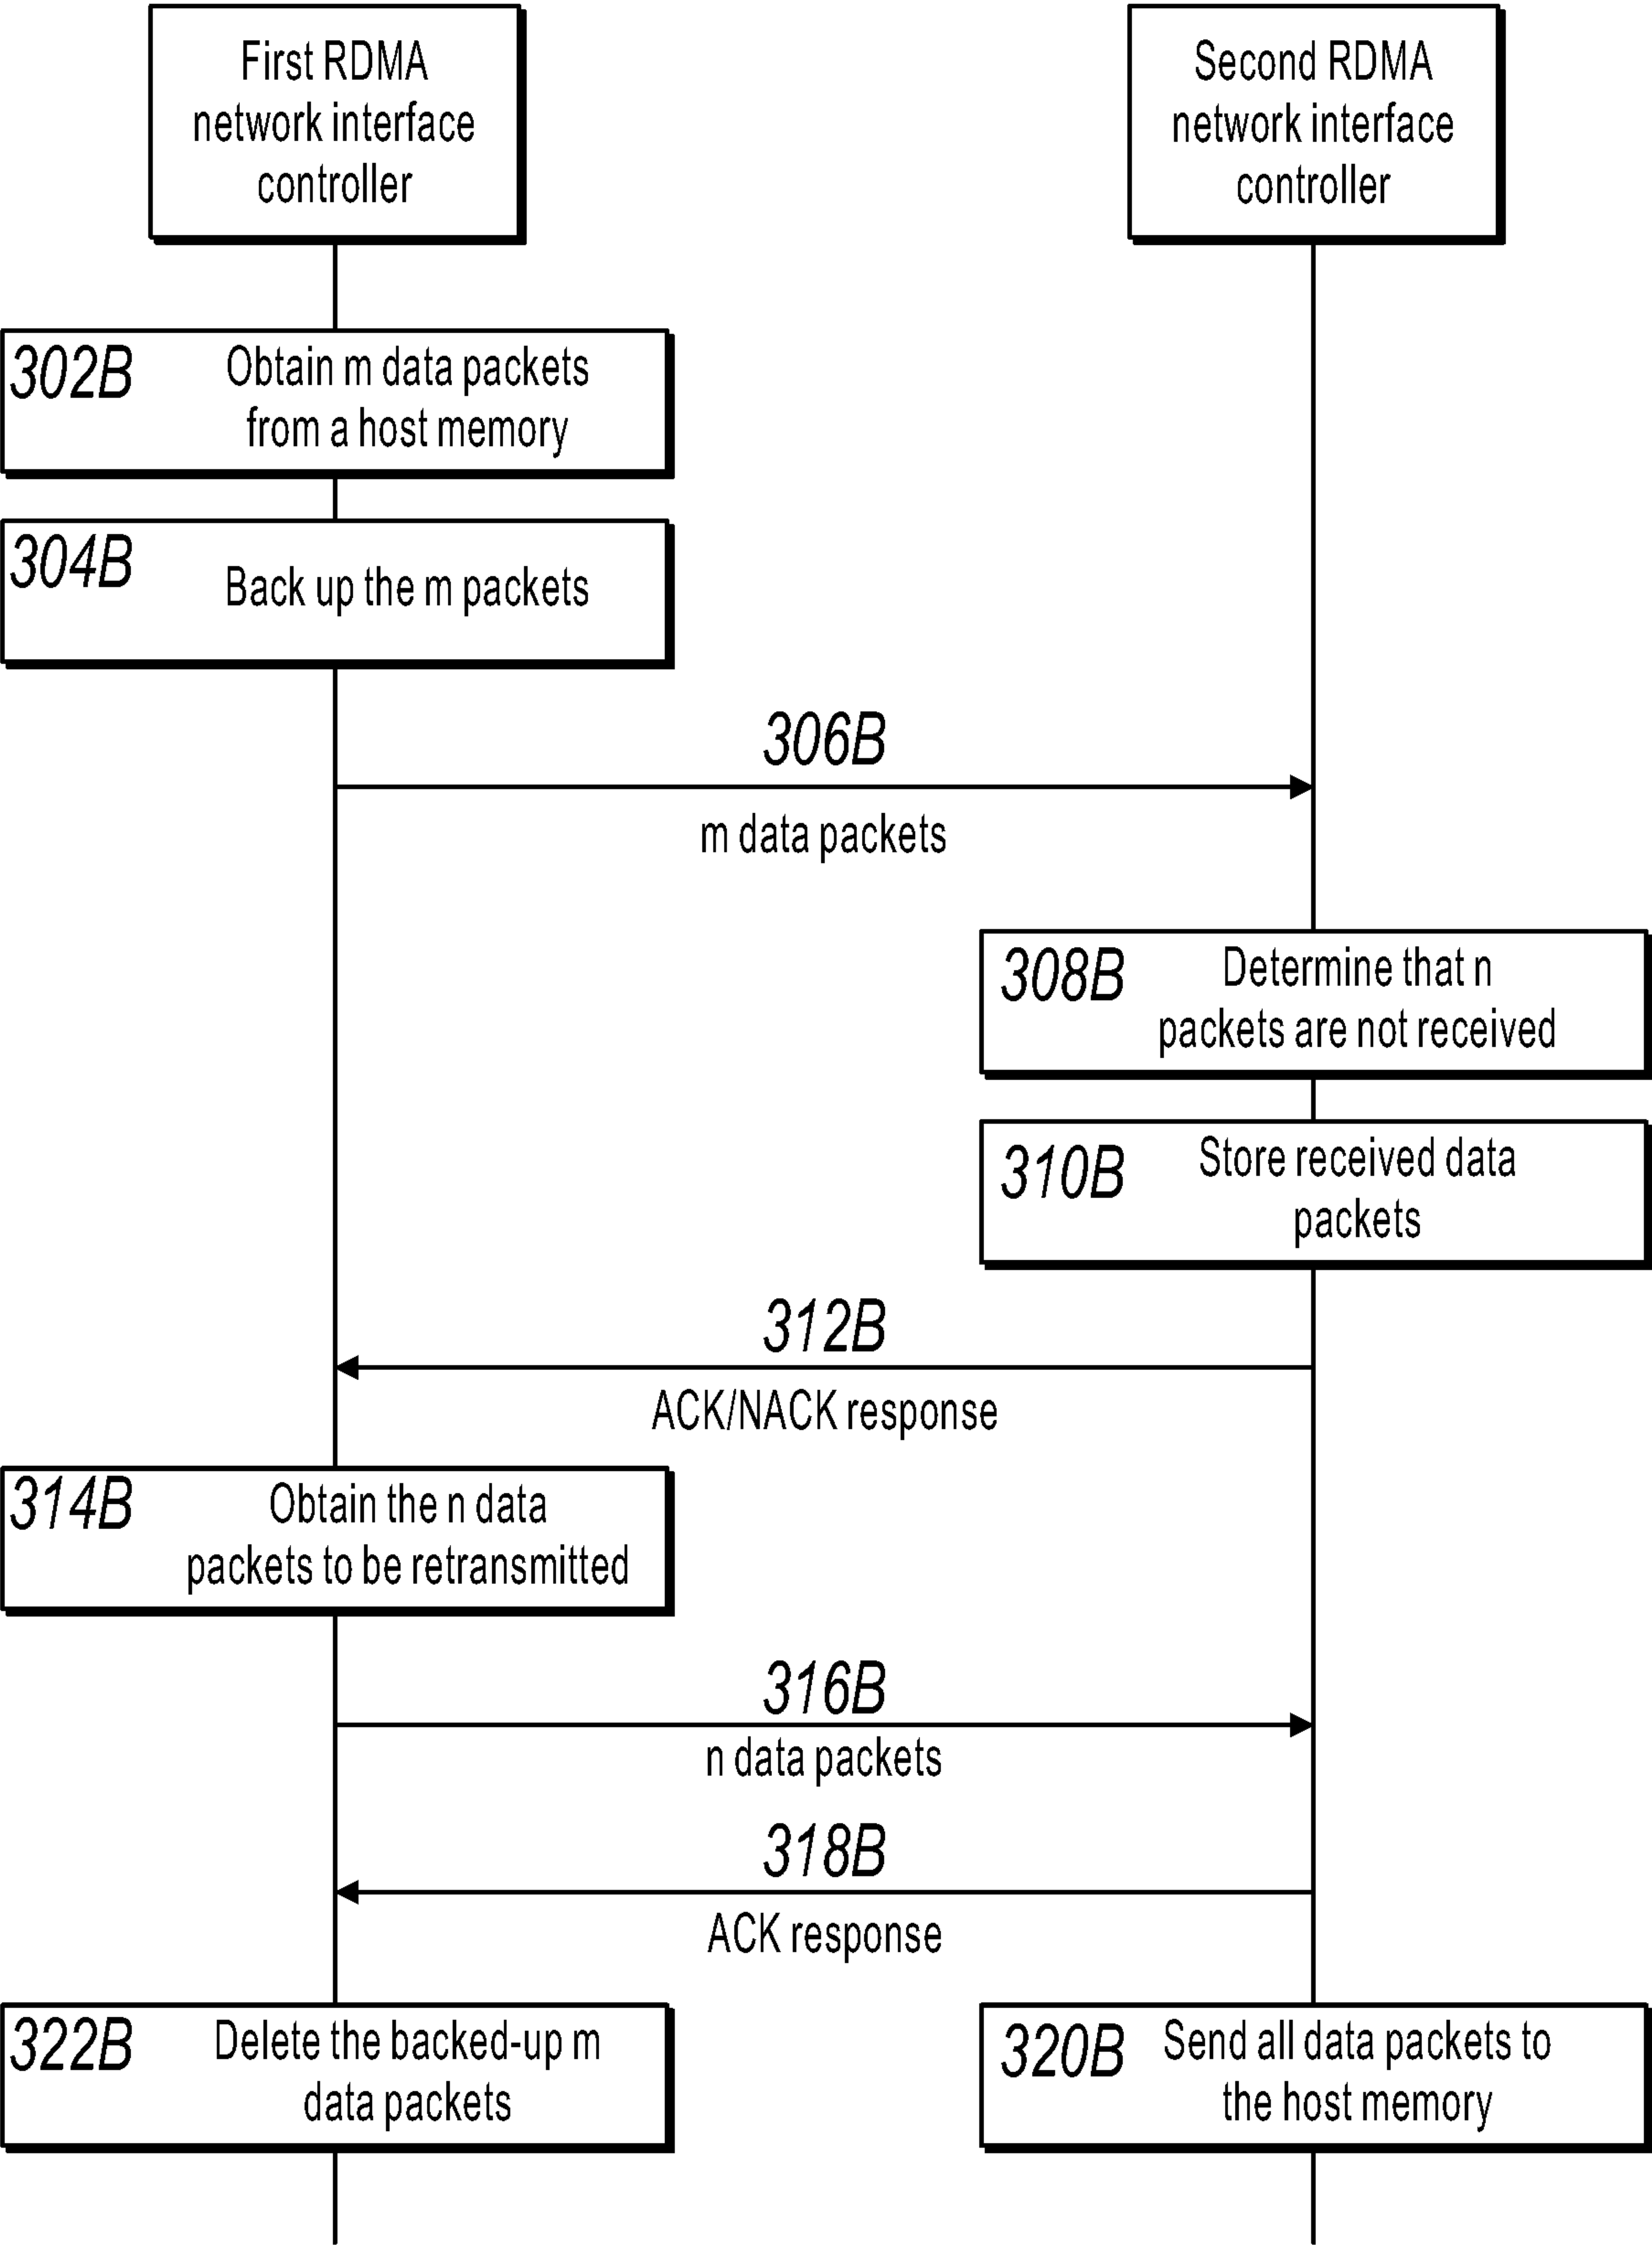 First RDMA
network interface
controller
Second RDMA
network interface
controller
302B
Obtain m data packets
from a host memory
304B
Back up the m packets
306B
m data packets
308B
Determine that n
packets are not received
310B
Store received data
packets
312B
ACK/NACK response
314B
Obtain the n data
packets to be retransmitted
316B
n data packets
318B
ACK response
322B
Delete the backed-up m
data packets
320B
Send all data packets to
the host memory